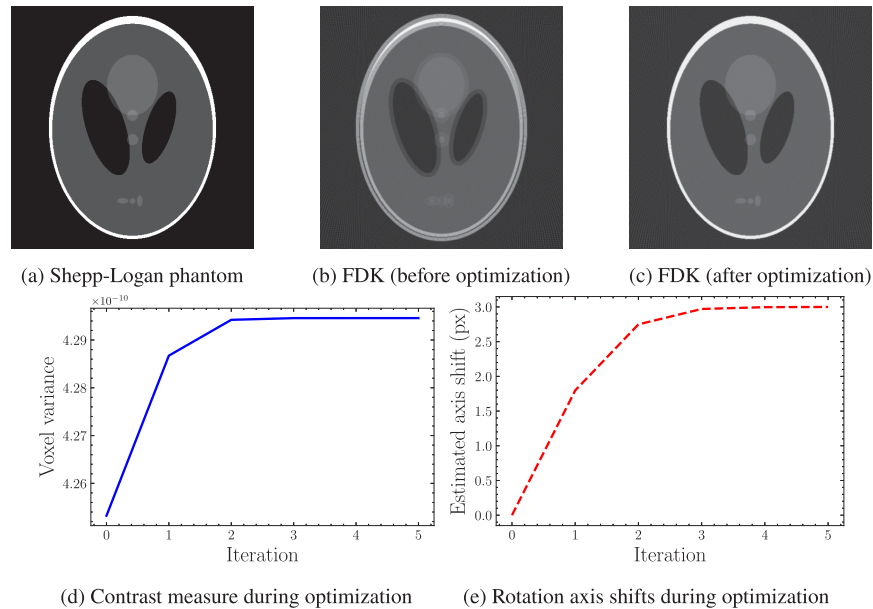 (a) Shepp-Logan phantom
(b) FDK (before optimization)
(c) FDK (after optimization)
×10⁻¹⁰
4.29
4.28
4.27
4.26
Voxel variance
0 1 2 3 4 5
Iteration
3.0
2.5
2.0
1.5
1.0
0.5
0.0
Estimated axis shift (px)
0 1 2 3 4 5
Iteration
(d) Contrast measure during optimization
(e) Rotation axis shifts during optimization